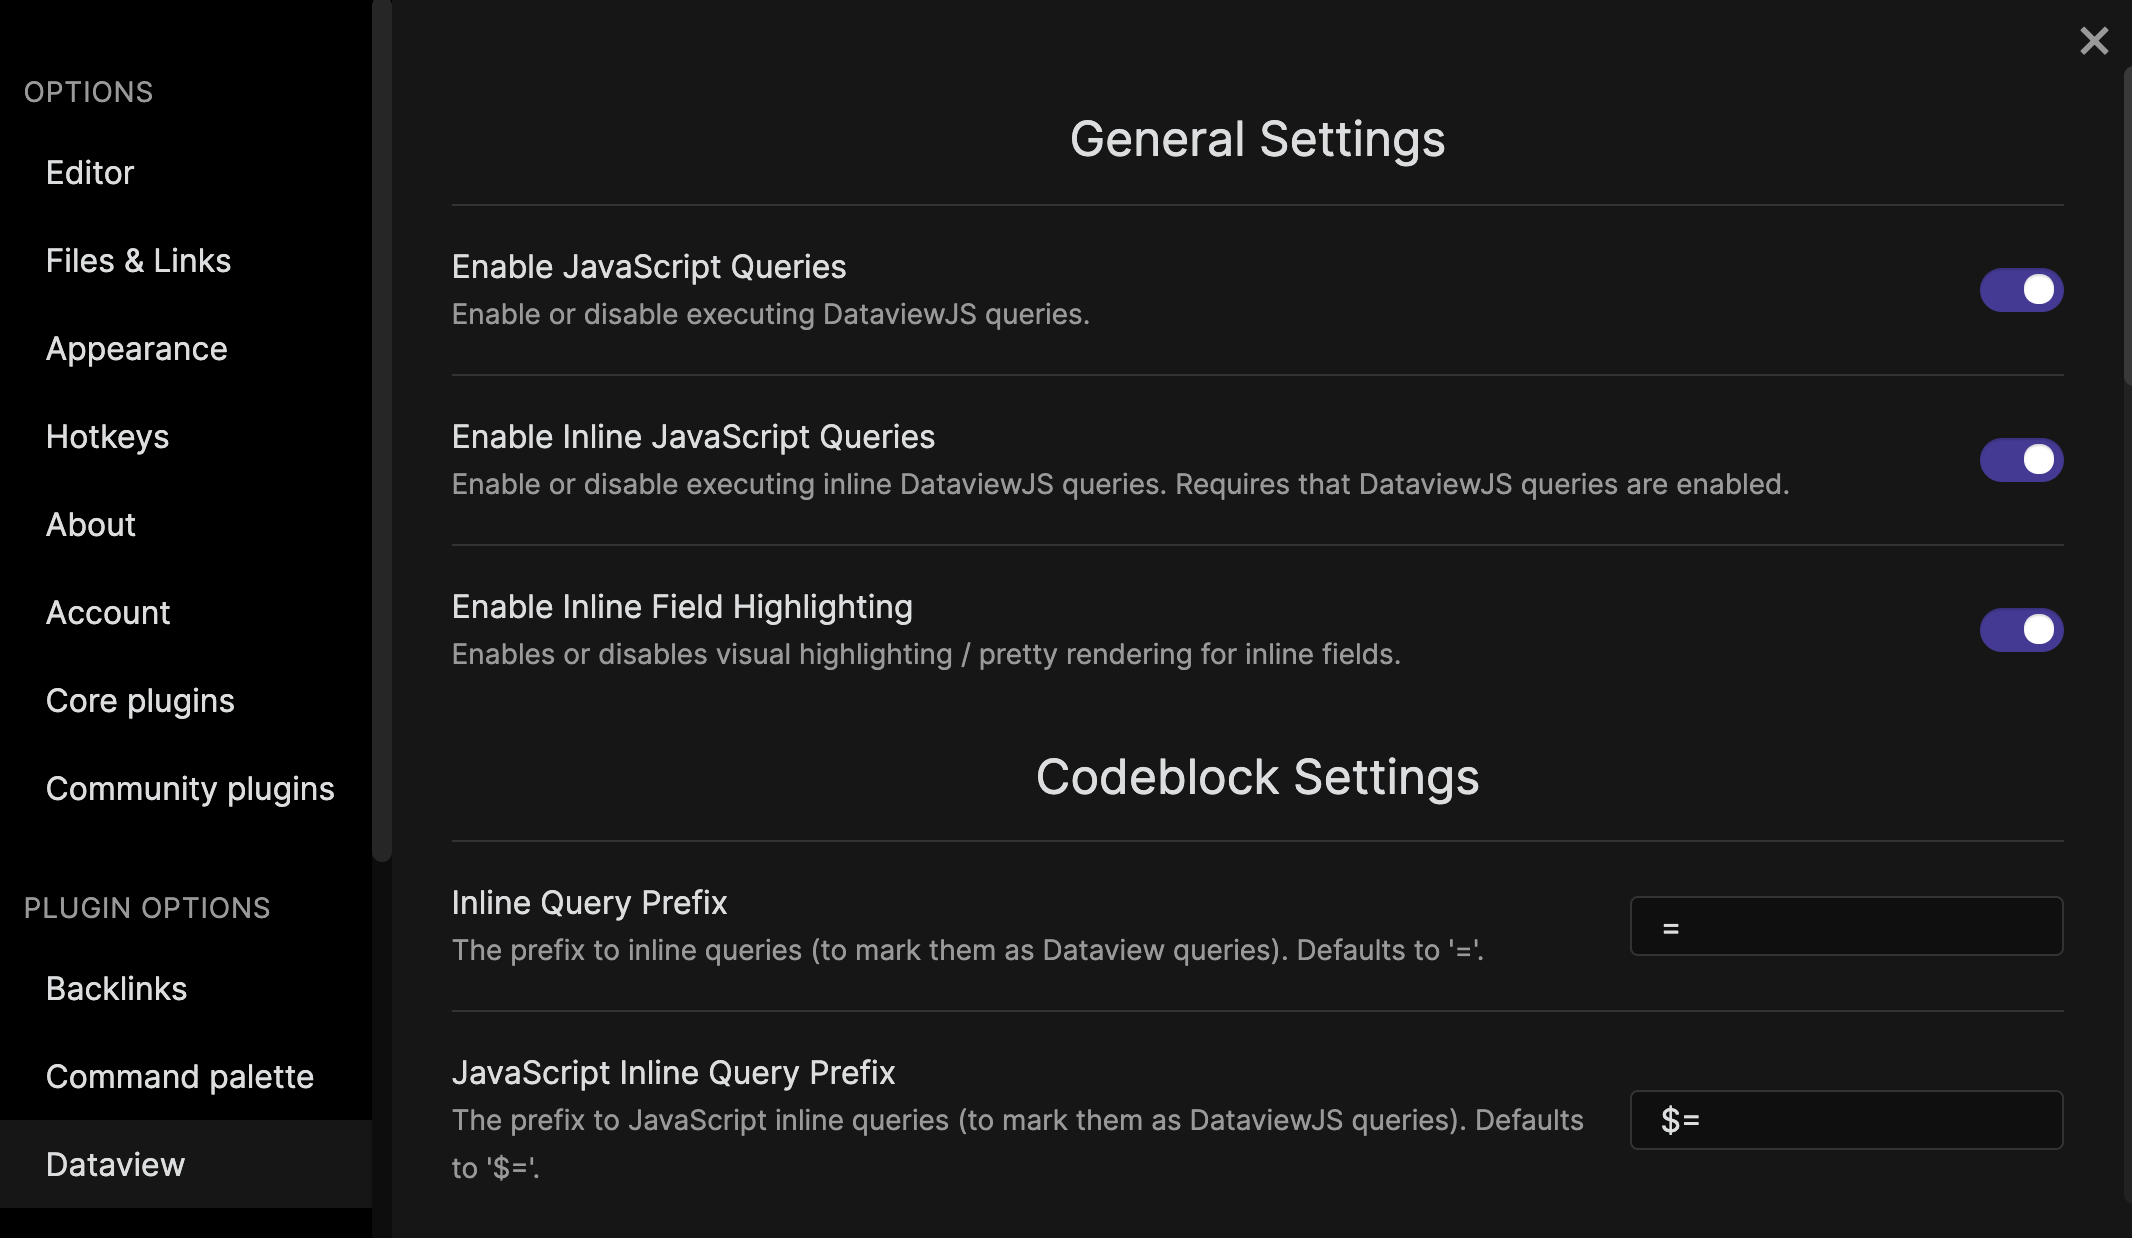 OPTIONS
Editor
Files & Links
Appearance
Hotkeys
About
Account
Core plugins
Community plugins
PLUGIN OPTIONS
Backlinks
Command palette
Dataview
General Settings
Enable JavaScript Queries
Enable or disable executing DataviewJS queries.
Enable Inline JavaScript Queries
Enable or disable executing inline DataviewJS queries. Requires that DataviewJS queries are enabled.
Enable Inline Field Highlighting
Enables or disables visual highlighting / pretty rendering for inline fields.
Codeblock Settings
Inline Query Prefix
The prefix to inline queries (to mark them as Dataview queries). Defaults to '='.
=
JavaScript Inline Query Prefix
The prefix to JavaScript inline queries (to mark them as DataviewJS queries). Defaults
to '$='.
$=